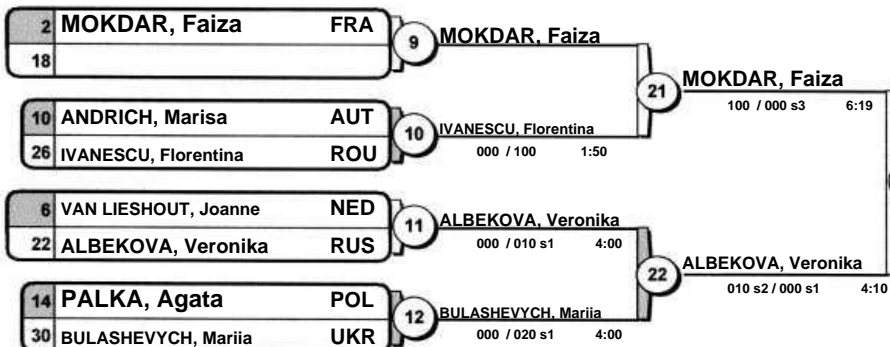 2 MOKDAR, Faiza FRA
18
9 MOKDAR, Faiza
10 ANDRICH, Marisa AUT
26 IVANESCU, Florentina ROU
10 IVANESCU, Florentina
000 / 100 1:50
21 MOKDAR, Faiza
100 / 000 s3 6:19
6 VAN LIESHOUT, Joanne NED
22 ALBEKOVA, Veronika RUS
11 ALBEKOVA, Veronika
000 / 010 s1 4:00
14 PALKA, Agata POL
30 BULASHEVYCH, Mariia UKR
12 BULASHEVYCH, Mariia
000 / 020 s1 4:00
22 ALBEKOVA, Veronika
010 s2 / 000 s1 4:10